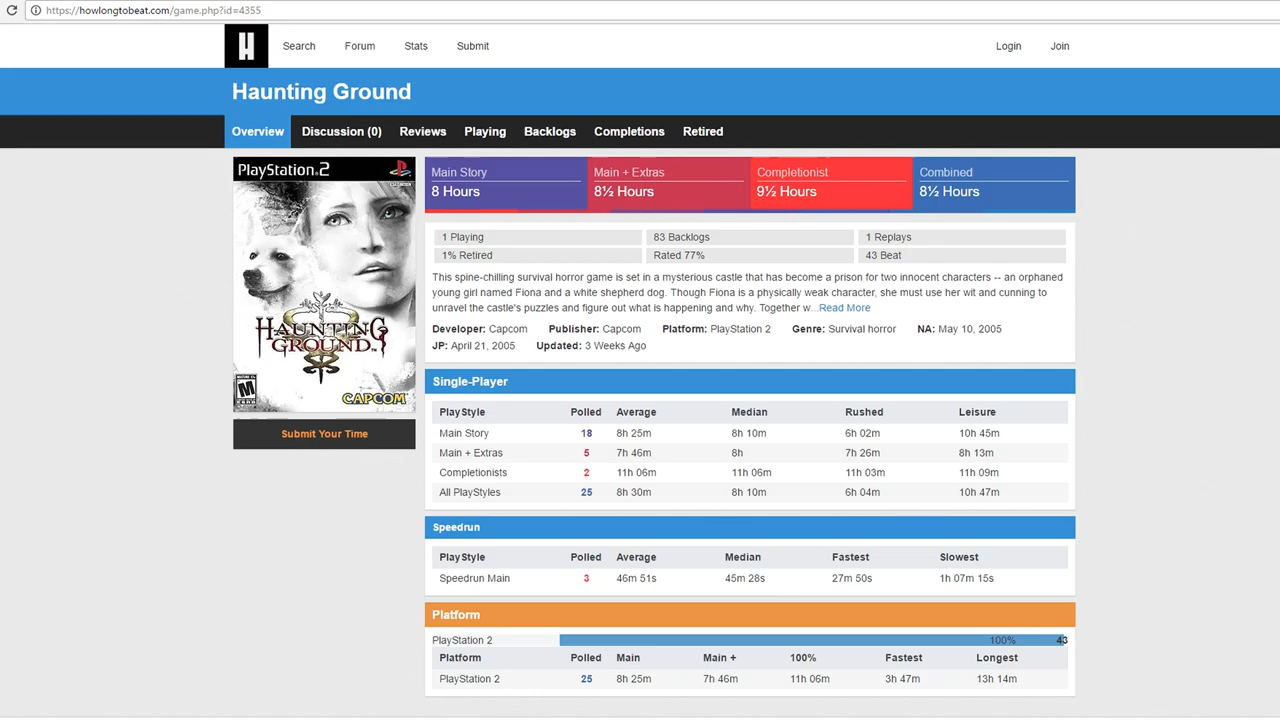 https://howlongtobeat.com/game.php?id=4355
H Search Forum Stats Submit Login Join
Haunting Ground
Overview Discussion (0) Reviews Playing Backlogs Completions Retired
PlayStation.2
HAUNTING
GROUND
CAPCOM
Submit Your Time
Main Story Main + Extras Completionist Combined
8 Hours 8½ Hours 9½ Hours 8½ Hours
1 Playing 83 Backlogs 1 Replays
1% Retired Rated 77% 43 Beat
This spine-chilling survival horror game is set in a mysterious castle that has become a prison for two innocent characters -- an orphaned
young girl named Fiona and a white shepherd dog. Though Fiona is a physically weak character, she must use her wit and cunning to
unravel the castle's puzzles and figure out what is happening and why. Together w...Read More
Developer: Capcom Publisher: Capcom Platform: PlayStation 2 Genre: Survival horror NA: May 10, 2005
JP: April 21, 2005 Updated: 3 Weeks Ago
Single-Player
PlayStyle Polled Average Median Rushed Leisure
Main Story 18 8h 25m 8h 10m 6h 02m 10h 45m
Main + Extras 5 7h 46m 8h 7h 26m 8h 13m
Completionists 2 11h 06m 11h 06m 11h 03m 11h 09m
All PlayStyles 25 8h 30m 8h 10m 6h 04m 10h 47m
Speedrun
PlayStyle Polled Average Median Fastest Slowest
Speedrun Main 3 46m 51s 45m 28s 27m 50s 1h 07m 15s
Platform
PlayStation 2 100% 43
Platform Polled Main Main + 100% Fastest Longest
PlayStation 2 25 8h 25m 7h 46m 11h 06m 3h 47m 13h 14m